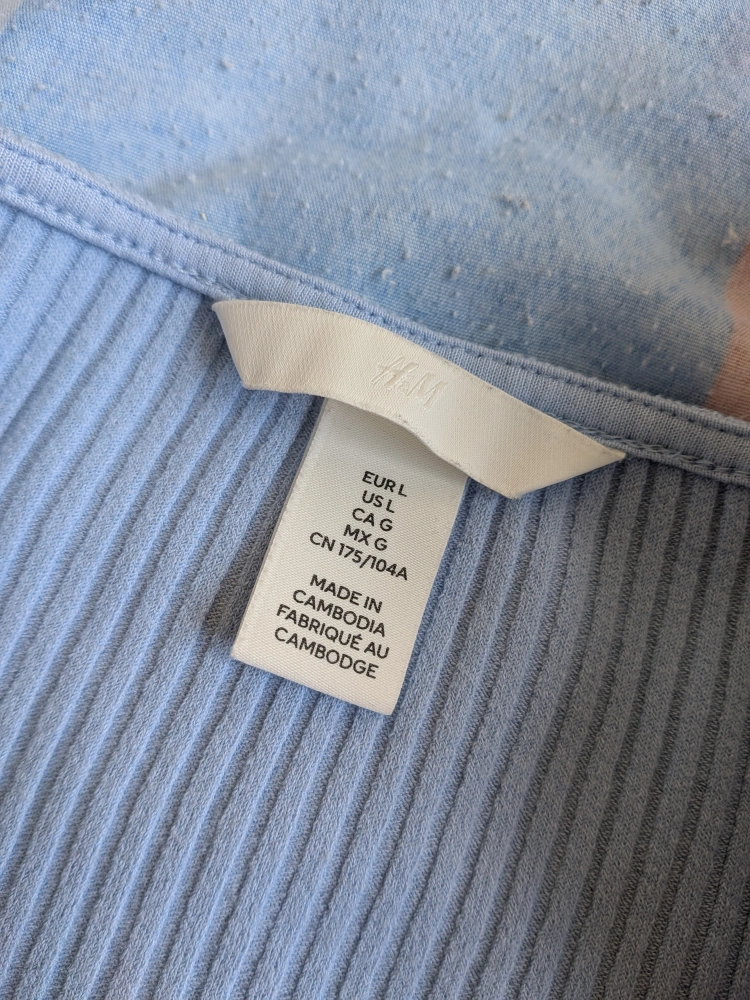 H&M
EUR L
US L
CA G
MX G
CN 175/104A
MADE IN
CAMBODIA
FABRIQUÉ AU
CAMBODGE